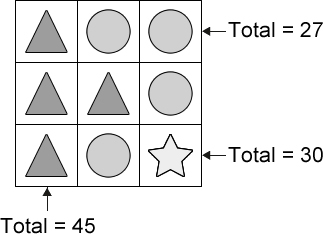 Total = 27
Total = 30
Total = 45